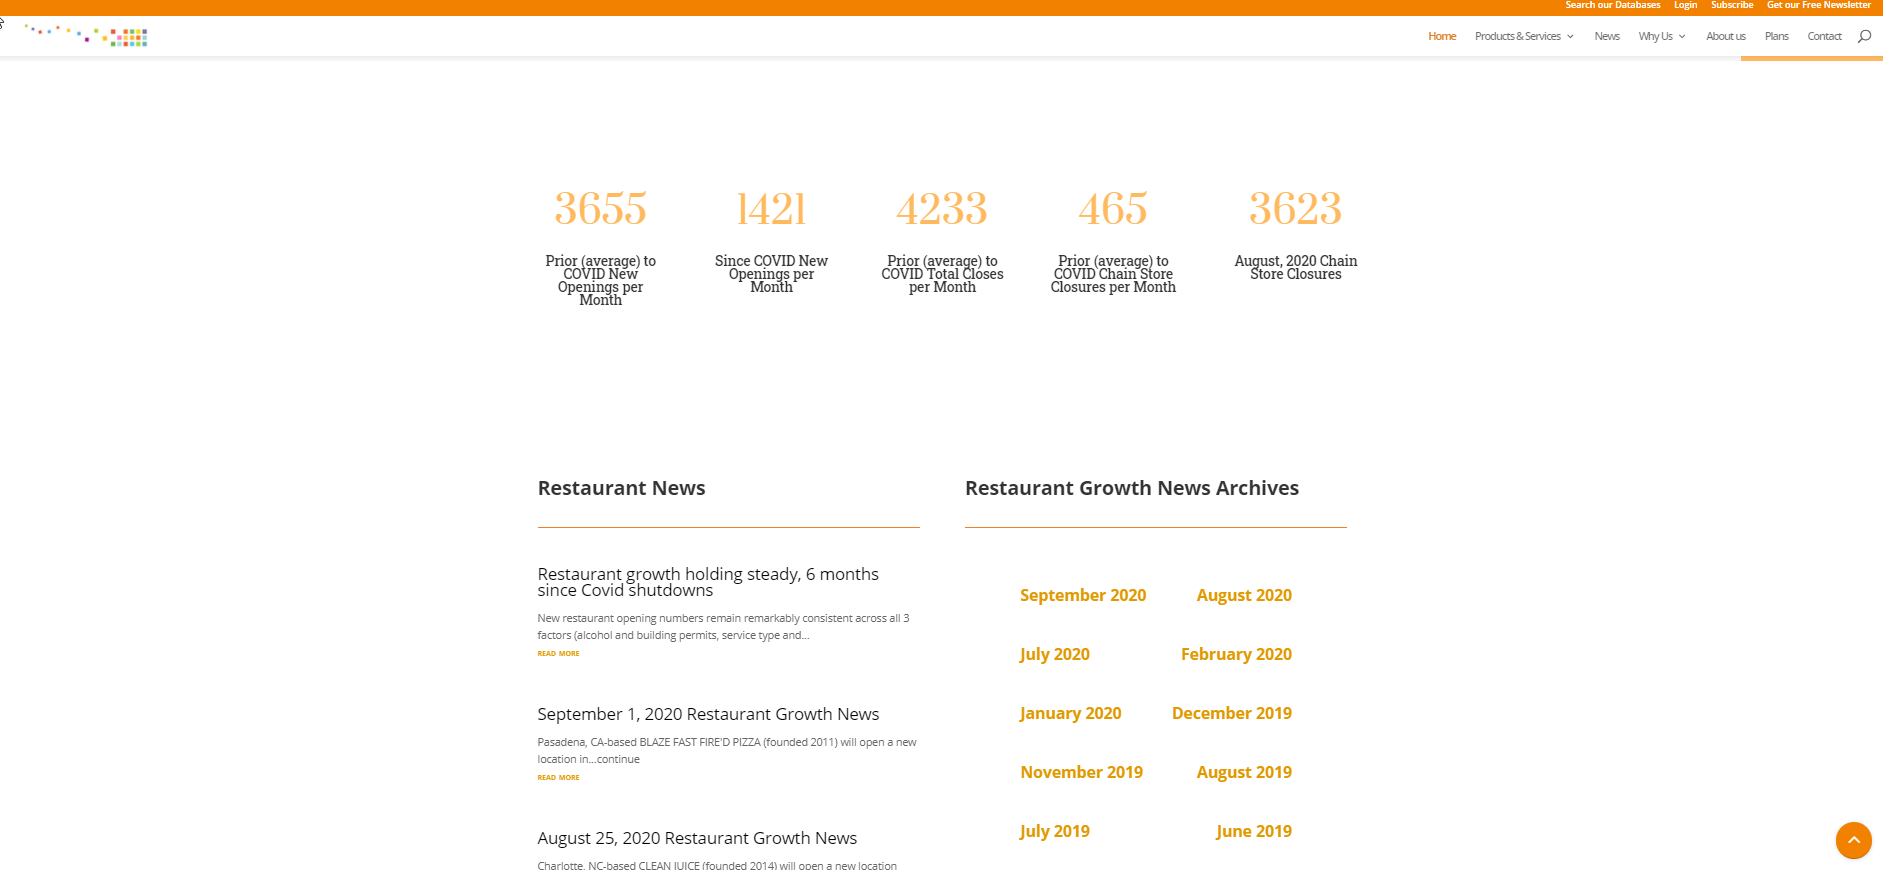 Search our Databases Login Subscribe Get our Free Newsletter
Home Products & Services News Why Us About us Plans Contact
3655
Prior (average) to
COVID New
Openings per
Month
1421
Since COVID New
Openings per
Month
4233
Prior (average) to
COVID Total Closes
per Month
465
Prior (average) to
COVID Chain Store
Closures per Month
3623
August, 2020 Chain
Store Closures
Restaurant News
Restaurant growth holding steady, 6 months
since Covid shutdowns
New restaurant opening numbers remain remarkably consistent across all 3
factors (alcohol and building permits, service type and...
READ MORE
September 1, 2020 Restaurant Growth News
Pasadena, CA-based BLAZE FAST FIRE'D PIZZA (founded 2011) will open a new
location in...continue
READ MORE
August 25, 2020 Restaurant Growth News
Charlotte, NC-based CLEAN JUICE (founded 2014) will open a new location
Restaurant Growth News Archives
September 2020 August 2020
July 2020 February 2020
January 2020 December 2019
November 2019 August 2019
July 2019 June 2019